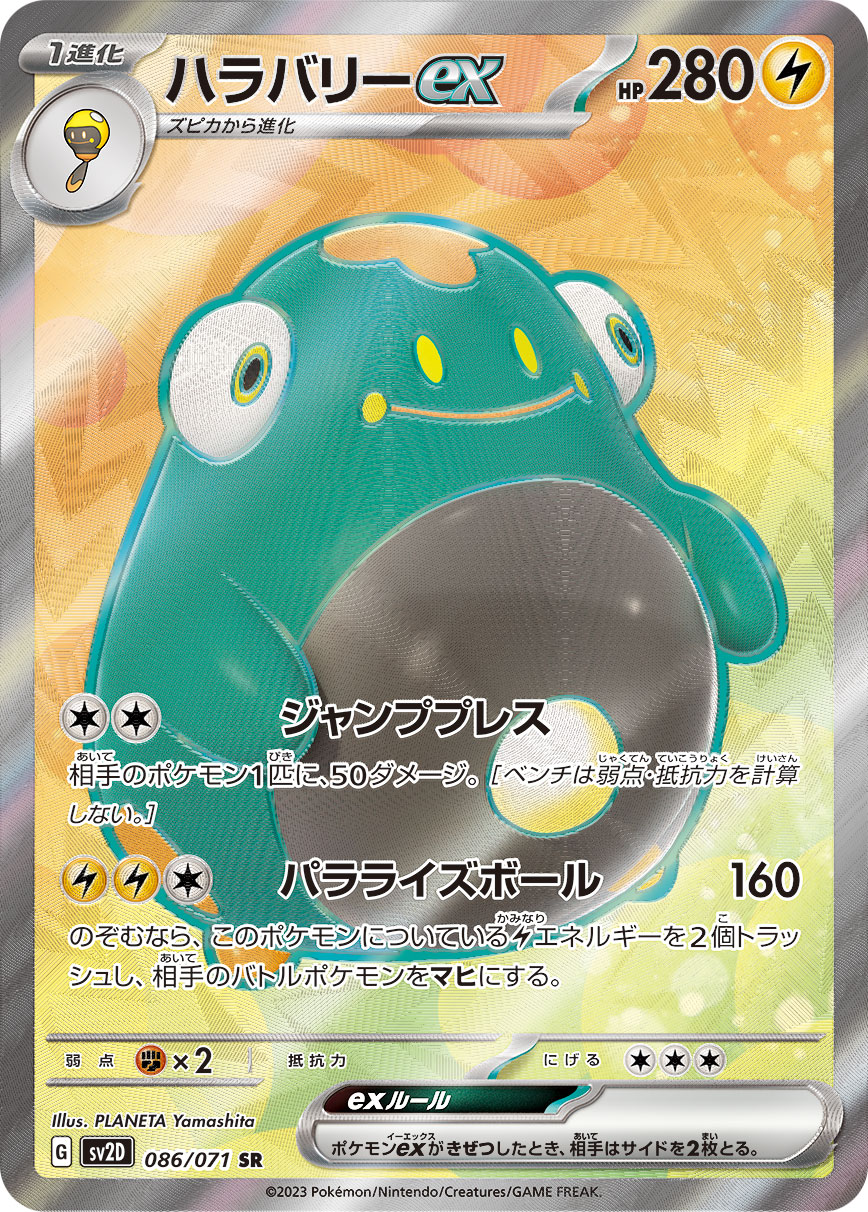 1進化
ハラバリーex
HP280
ズピカから進化
ジャンププレス
相手のポケモン1匹に、50ダメージ。[ベンチは弱点・抵抗力を計算
しない。]
パラライズボール 160
のぞむなら、このポケモンについているエネルギーを2個トラッ
シュし、相手のバトルポケモンをマヒにする。
弱点 ×2 抵抗力 にげる
exルール
ポケモンexがきぜつしたとき、相手はサイドを2枚とる。
Illus. PLANETA Yamashita
G sv2D 086/071 SR
©2023 Pokémon/Nintendo/Creatures/GAME FREAK.